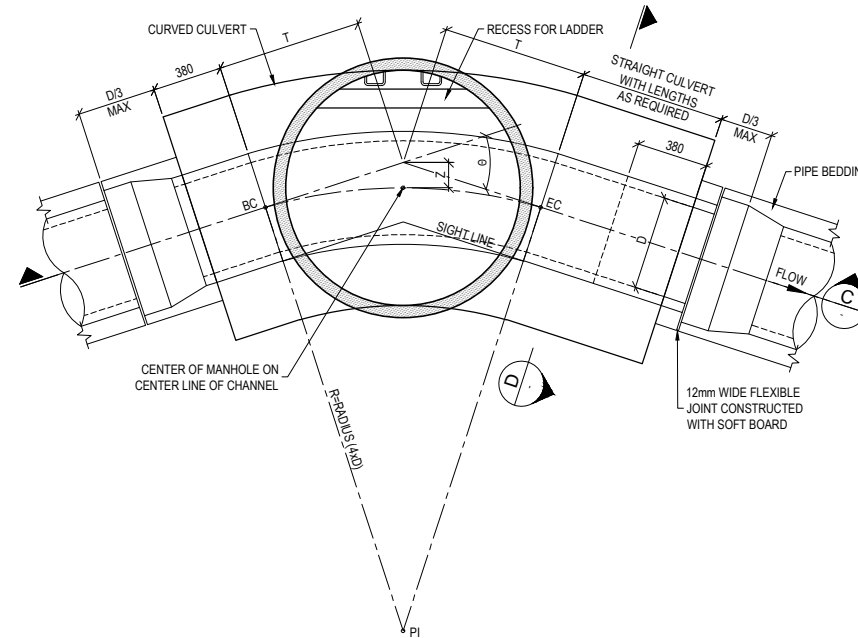 CURVED CULVERT
T
RECESS FOR LADDER
T
STRAIGHT CULVERT
WITH LENGTHS
AS REQUIRED
380
D/3
MAX
D/3
MAX
380
PIPE BEDDIN
θ
Z
BC
EC
SIGHT LINE
D
FLOW
C
CENTER OF MANHOLE ON
CENTER LINE OF CHANNEL
R=RADIUS (4xD)
D
12mm WIDE FLEXIBLE
JOINT CONSTRUCTED
WITH SOFT BOARD
PI